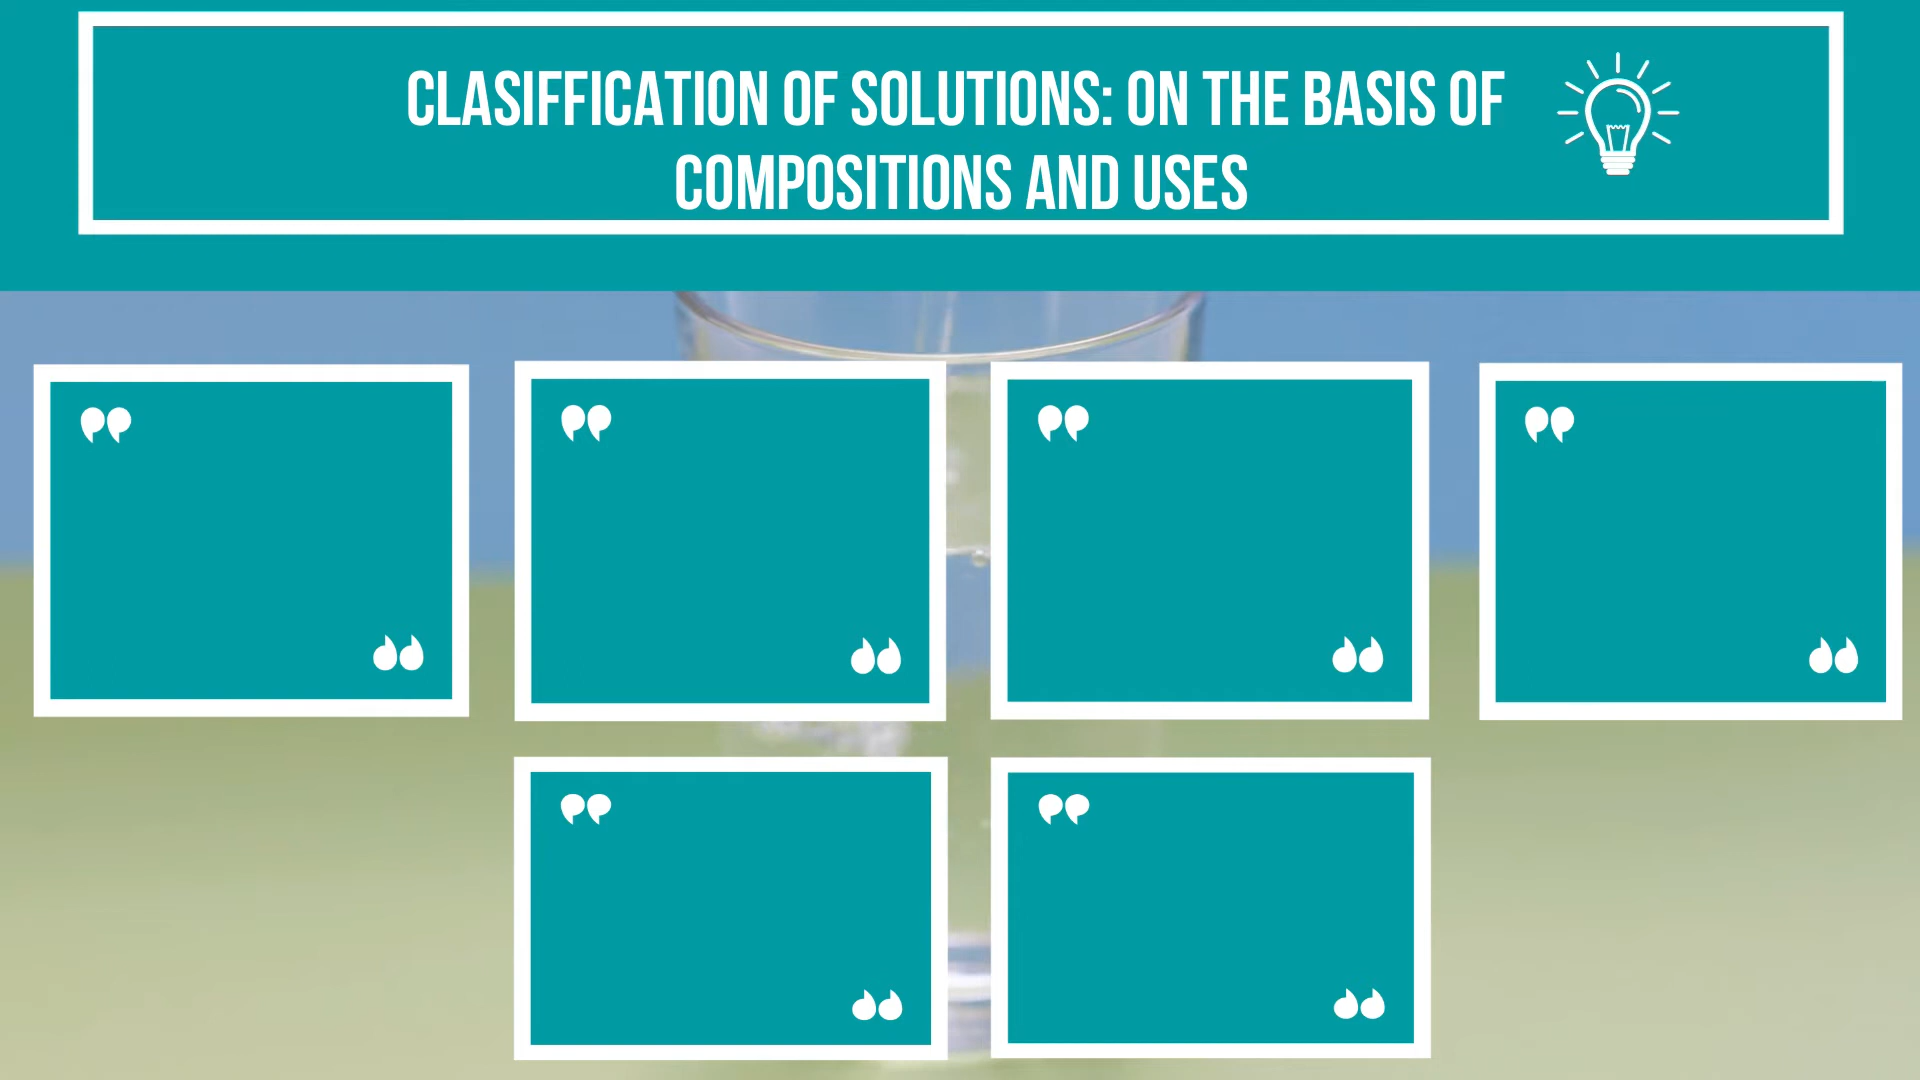 CLASIFFICATION OF SOLUTIONS: ON THE BASIS OF
COMPOSITIONS AND USES